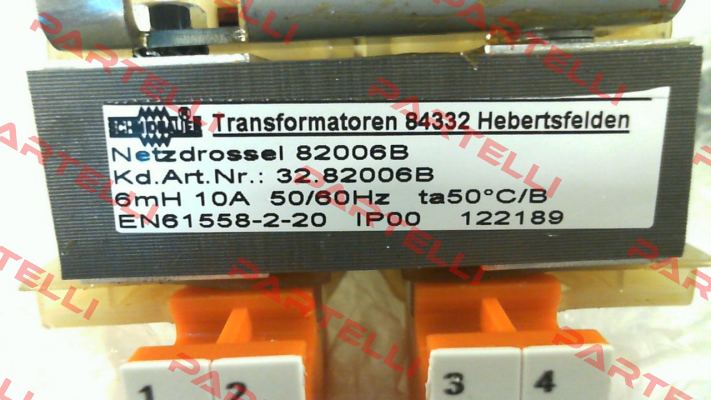 SCHMIDBAUER Transformatoren 84332 Hebertsfelden
Netzdrossel 82006B
Kd.Art.Nr.: 32.82006B
6mH 10A 50/60Hz ta50°C/B
EN61558-2-20 IP00 122189
1 2 3 4
PARTELLI